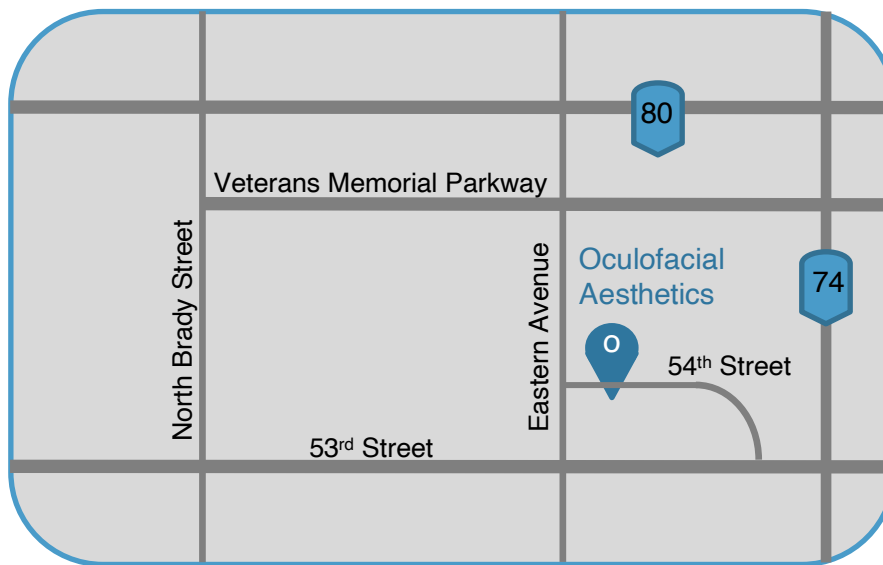 80
Veterans Memorial Parkway
North Brady Street
Eastern Avenue
Oculofacial
Aesthetics
74
O
54th Street
53rd Street